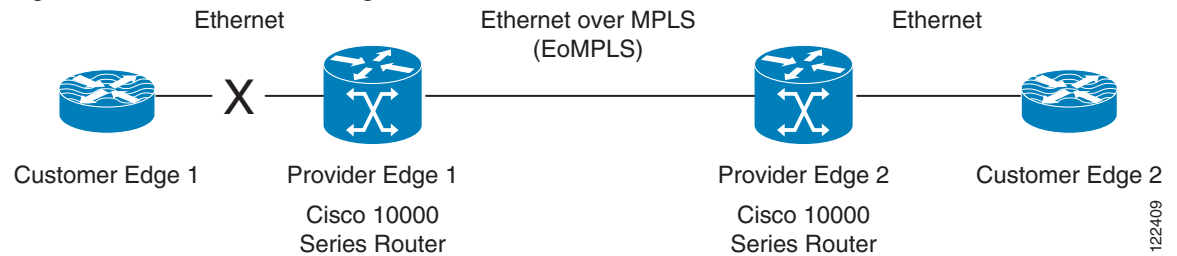 Ethernet
Ethernet over MPLS
(EoMPLS)
Ethernet
X
Customer Edge 1
Provider Edge 1
Provider Edge 2
Customer Edge 2
Cisco 10000
Series Router
Cisco 10000
Series Router
122409